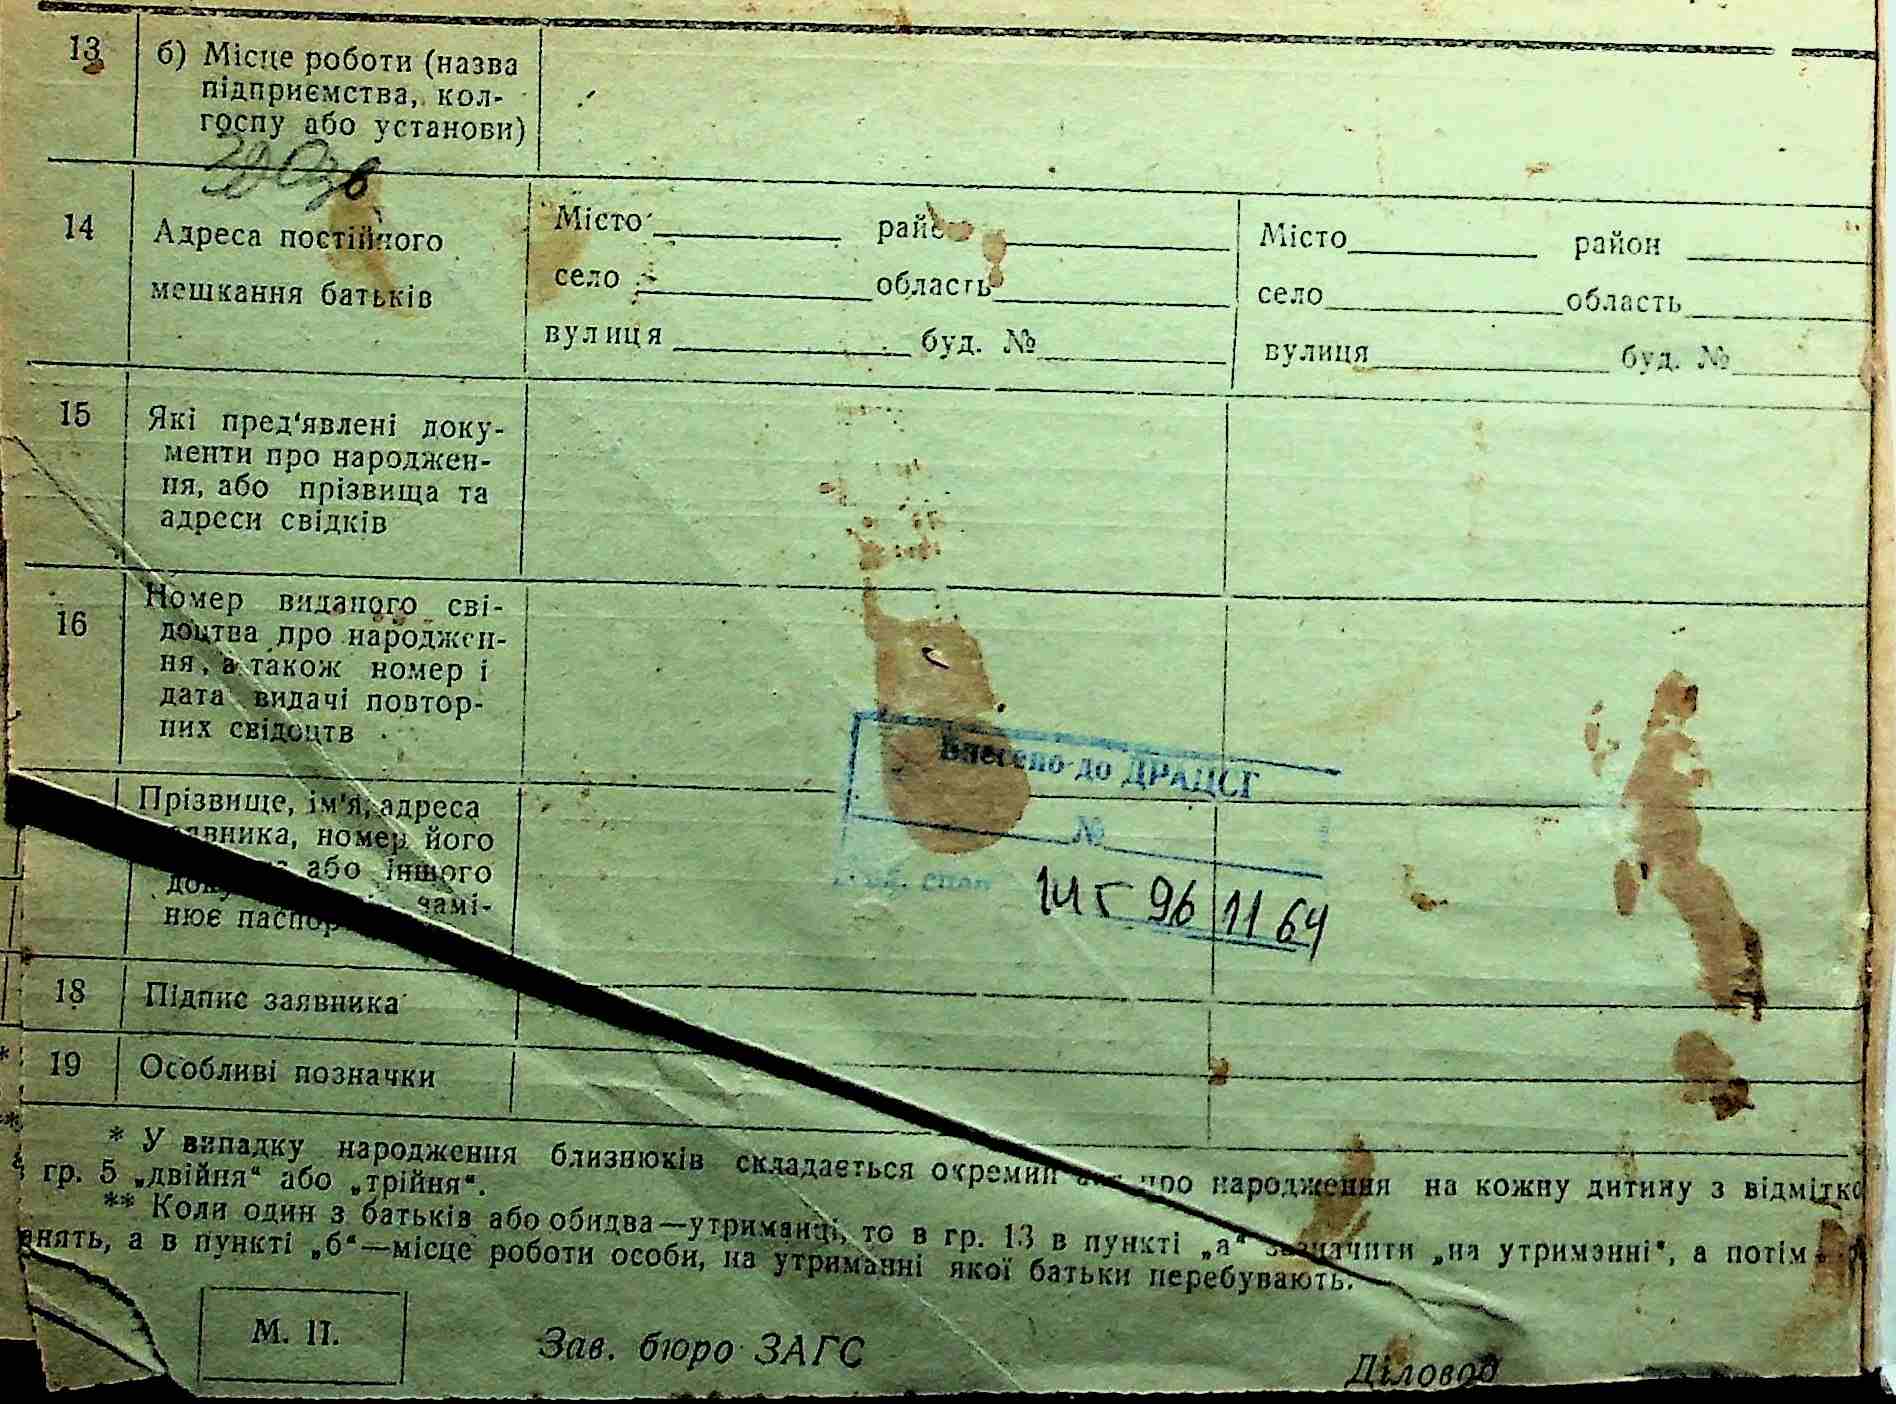 13
б) Місце роботи (назва
підприємства, кол-
госпу або установи)
14
Адреса постійного
мешкання батьків
Місто район
село область
вулиця буд. №
Місто район
село область
вулиця буд. №
15
Які пред'явлені доку-
менти про народжен-
ня, або прізвища та
адреси свідків
16
Номер виданого сві-
доцтва про народжен-
ня, а також номер і
дата видачі повтор-
них свідоцтв
Внесено до ДРАЦСГ
№
96 11 64
Прізвище, ім'я, адреса
номер його
або іншого
замі-
нює
18
Підпис заявника
19
Особливі позначки
* У випадку народження близнюків складається окремий про народження на кожну дитину з
гр. 5 „двійня“ або „трійня“.
** Коли один з батьків або обидва—утриманці, то в гр. 13 в пункті „а“ зазначити „на утриманні“, а потім
а в пункті „б“—місце роботи особи, на утриманні якої батьки перебувають.
М. П.
Зав. бюро ЗАГС
Діловод